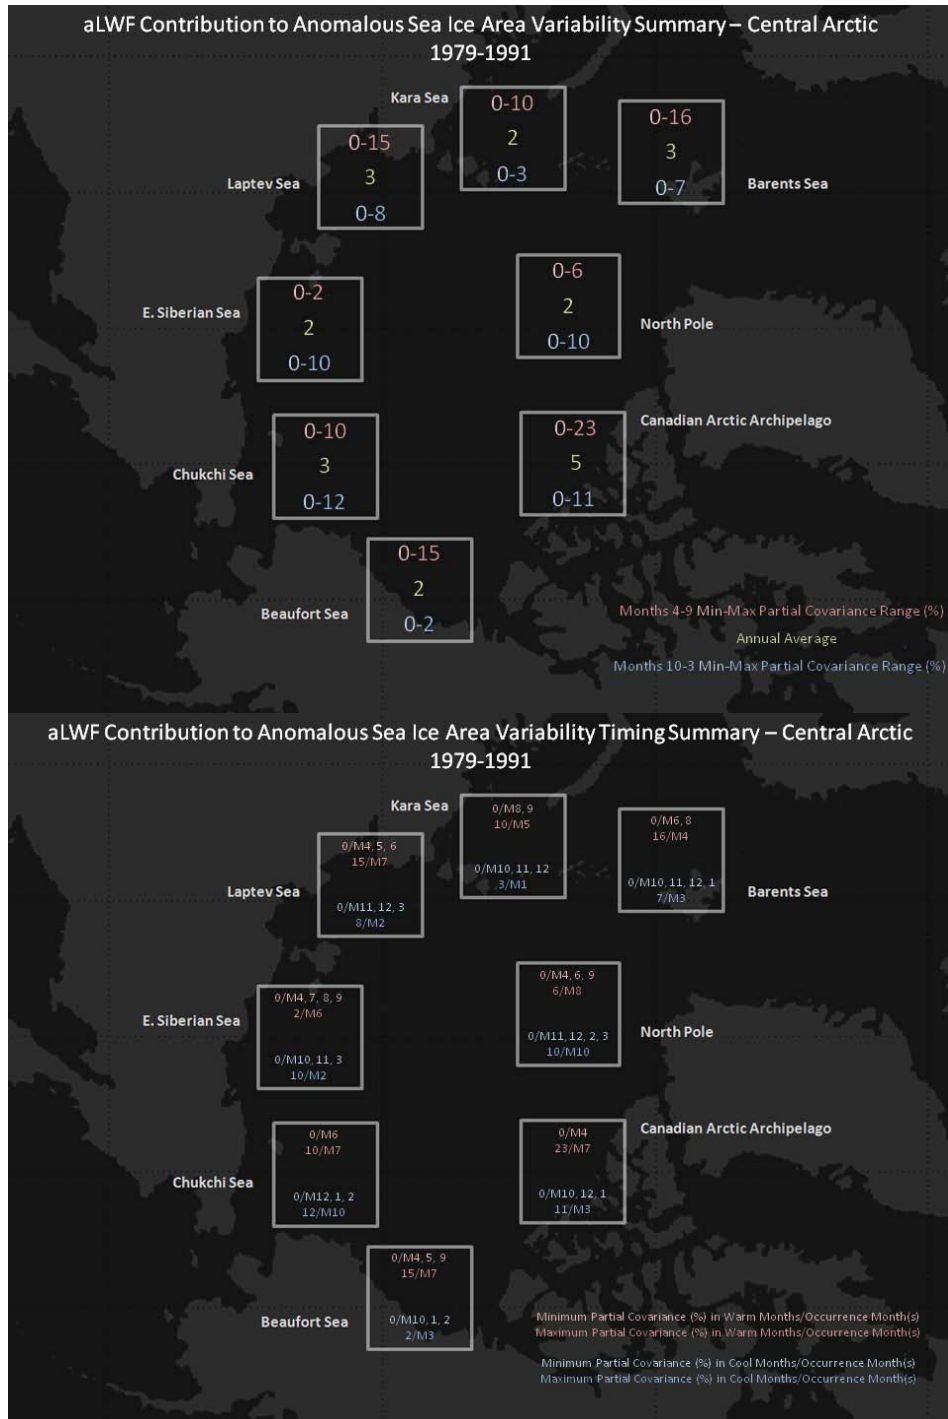 aLWF Contribution to Anomalous Sea Ice Area Variability Summary – Central Arctic
1979-1991
Kara Sea
0-10
2
0-3
0-16
3
0-7
Barents Sea
Laptev Sea
0-15
3
0-8
E. Siberian Sea
0-2
2
0-10
0-6
2
0-10
North Pole
Chukchi Sea
0-10
3
0-12
Canadian Arctic Archipelago
0-23
5
0-11
Beaufort Sea
0-15
2
0-2
Months 4-9 Min-Max Partial Covariance Range (%)
Annual Average
Months 10-3 Min-Max Partial Covariance Range (%)
aLWF Contribution to Anomalous Sea Ice Area Variability Timing Summary – Central Arctic
1979-1991
Kara Sea
0/M8, 9
10/M5
0/M10, 11, 12
3/M1
0/M6, 8
16/M4
0/M10, 11, 12, 1
7/M3
Barents Sea
Laptev Sea
0/M4, 5, 6
15/M7
0/M11, 12, 3
8/M2
E. Siberian Sea
0/M4, 7, 8, 9
2/M6
0/M10, 11, 3
10/M2
0/M4, 6, 9
6/M8
0/M11, 12, 2, 3
10/M10
North Pole
Chukchi Sea
0/M6
10/M7
0/M12, 1, 2
12/M10
Canadian Arctic Archipelago
0/M4
23/M7
0/M10, 12, 1
11/M3
Beaufort Sea
0/M4, 5, 9
15/M7
0/M10, 1, 2
2/M3
Minimum Partial Covariance (%) in Warm Months/Occurrence Month(s)
Maximum Partial Covariance (%) in Warm Months/Occurrence Month(s)
Minimum Partial Covariance (%) in Cool Months/Occurrence Month(s)
Maximum Partial Covariance (%) in Cool Months/Occurrence Month(s)